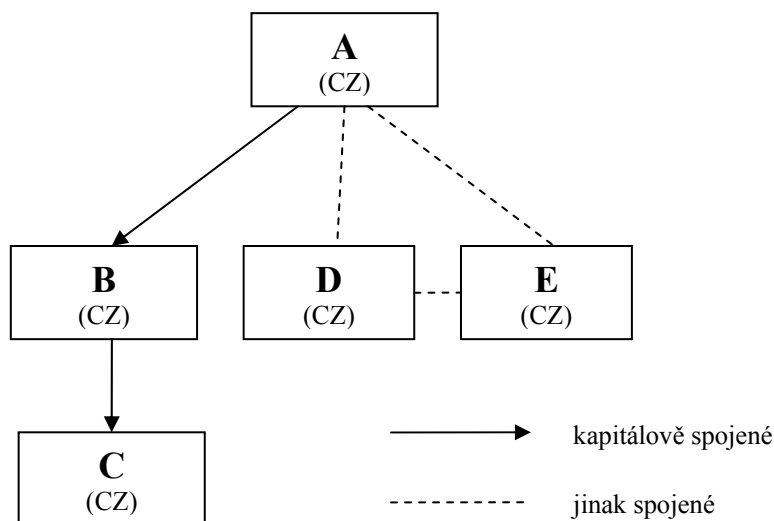 A
(CZ)
B
(CZ)
D
(CZ)
E
(CZ)
C
(CZ)
kapitálově spojené
jinak spojené